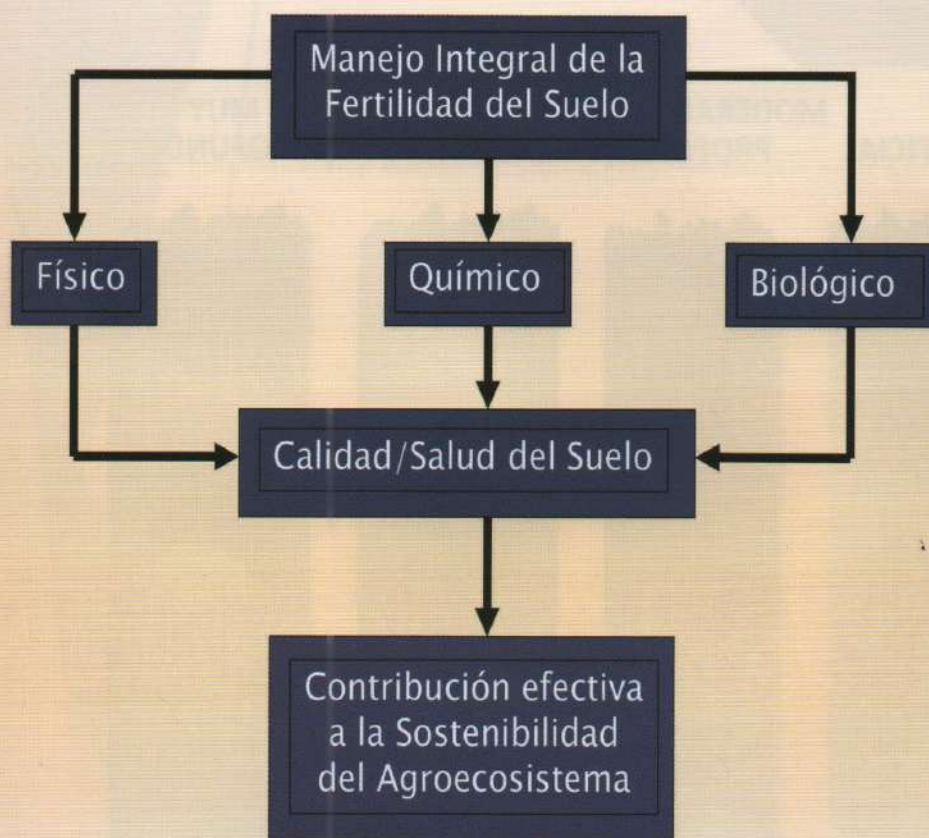 Manejo Integral de la
Fertilidad del Suelo
Físico
Químico
Biológico
Calidad/Salud del Suelo
Contribución efectiva
a la Sostenibilidad
del Agroecosistema